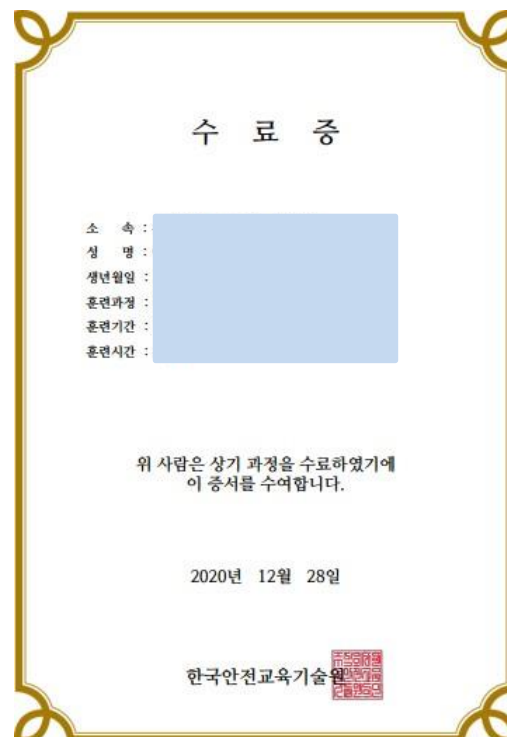 수 료 증
소 속 :
성 명 :
생년월일 :
훈련과정 :
훈련기간 :
훈련시간 :
위 사람은 상기 과정을 수료하였기에
이 증서를 수여합니다.
2020년 12월 28일
한국안전교육기술원